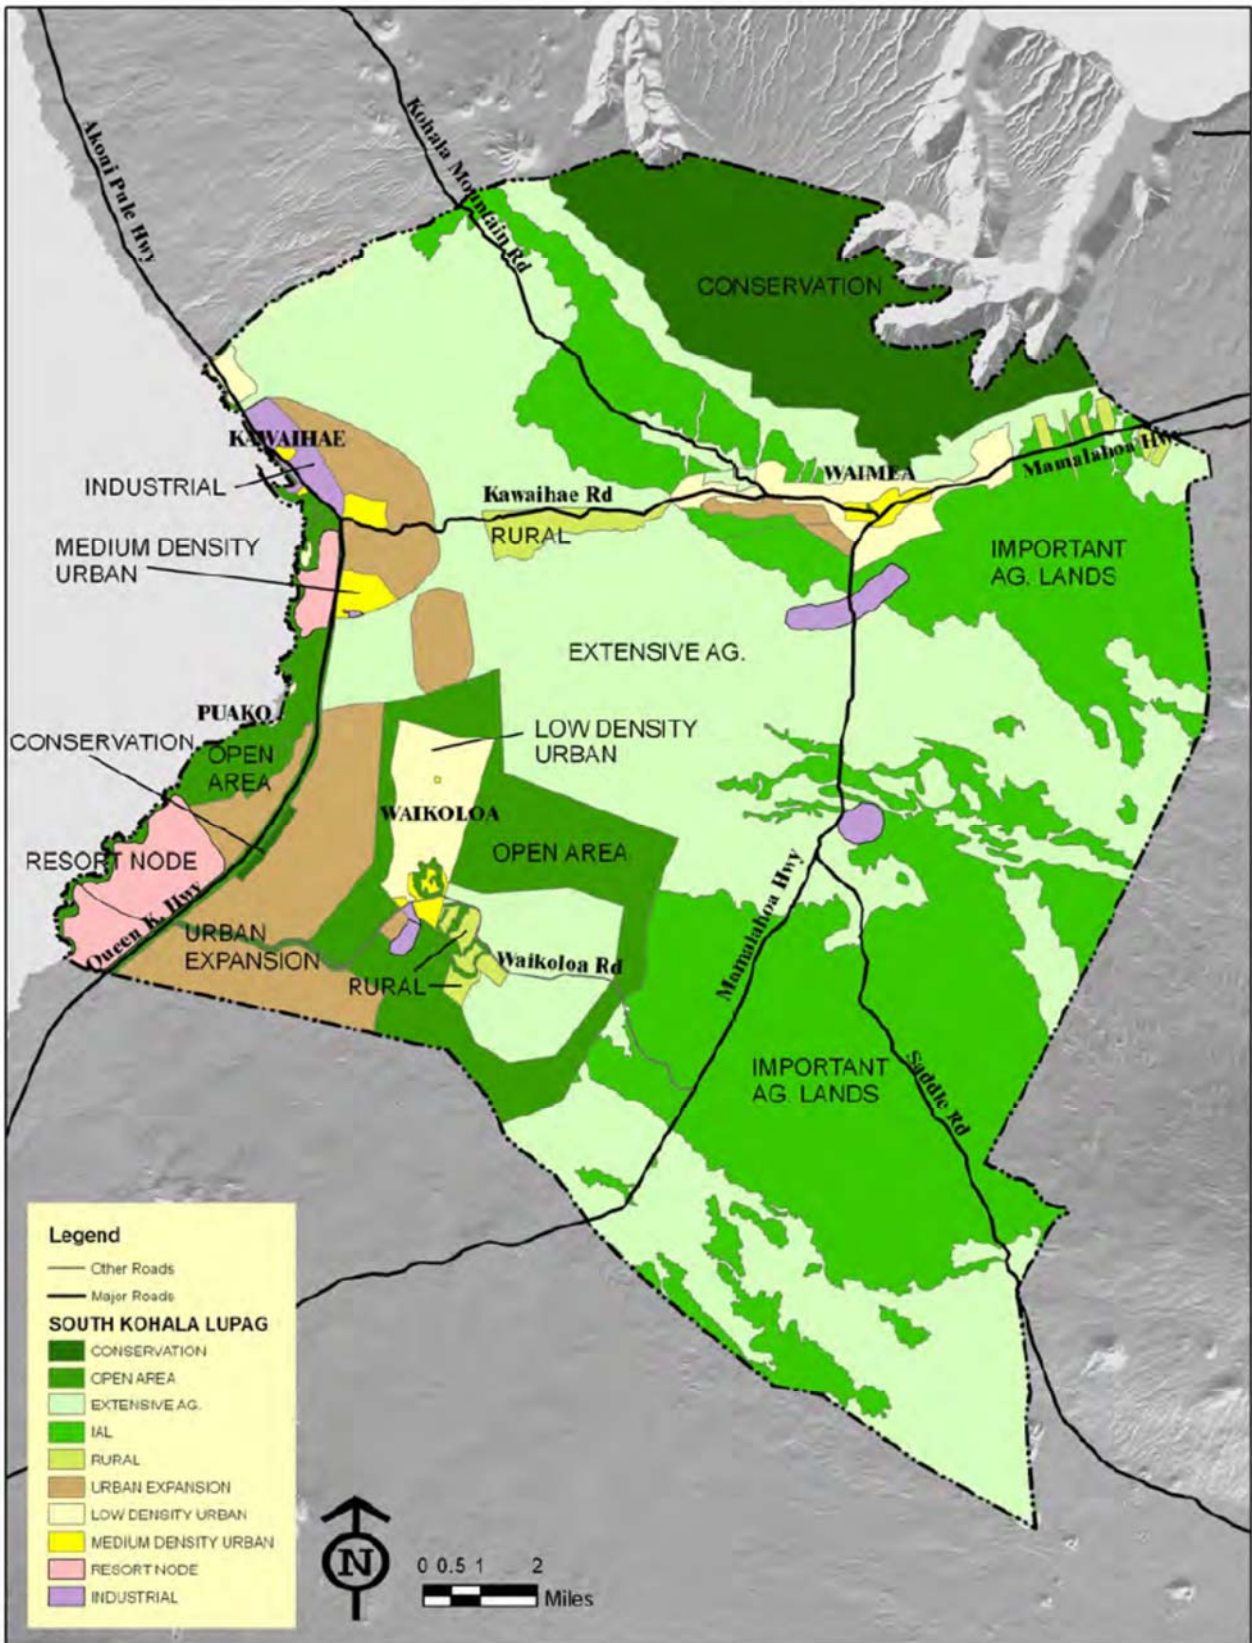 Akoni Pule Hwy
Kohala Mountain Rd
CONSERVATION
KAWAIHAE
INDUSTRIAL
WAIMEA
Mamalahoa Hwy
Kawaihae Rd
RURAL
MEDIUM DENSITY
URBAN
IMPORTANT
AG. LANDS
EXTENSIVE AG.
PUAKO
CONSERVATION
OPEN
AREA
LOW DENSITY
URBAN
WAIKOLOA
OPEN AREA
RESORT NODE
Queen K. Hwy
URBAN
EXPANSION
RURAL
Waikoloa Rd
Mamalahoa Hwy
IMPORTANT
AG. LANDS
Saddle Rd
Legend
Other Roads
Major Roads
SOUTH KOHALA LUPAG
CONSERVATION
OPEN AREA
EXTENSIVE AG.
IAL
RURAL
URBAN EXPANSION
LOW DENSITY URBAN
MEDIUM DENSITY URBAN
RESORT NODE
INDUSTRIAL
N
0 0.5 1 2
Miles